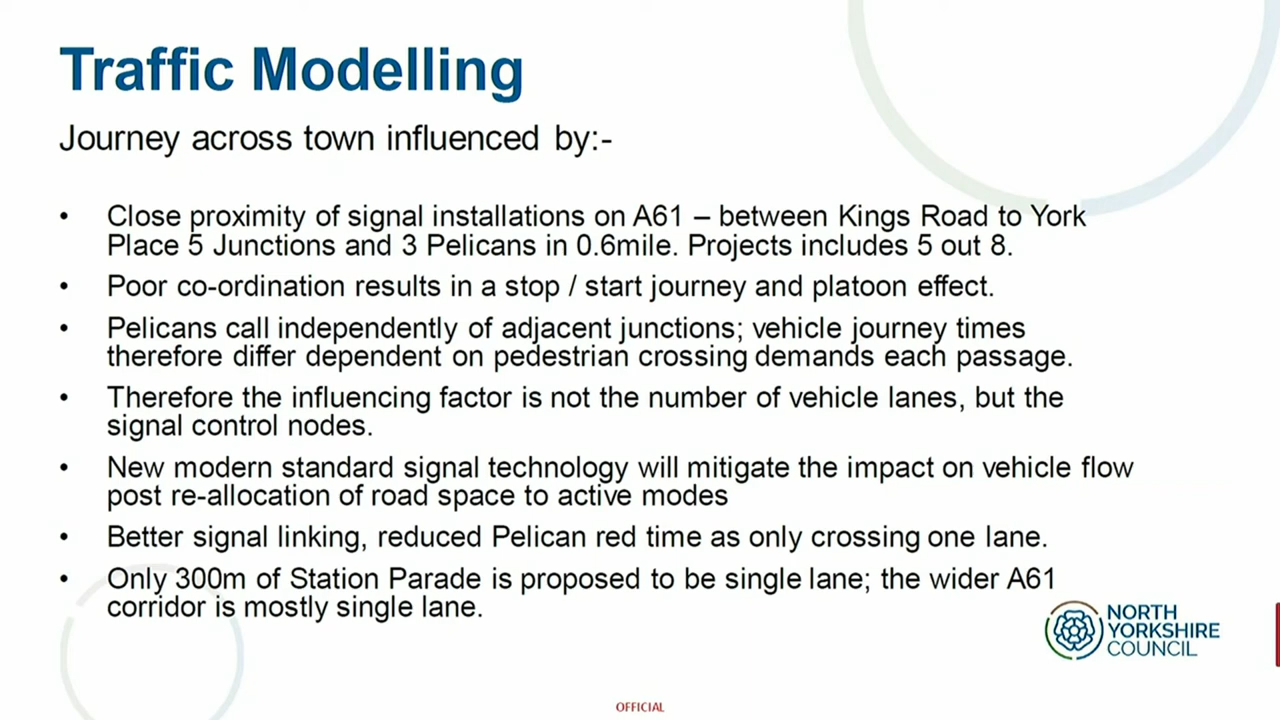 Traffic Modelling
Journey across town influenced by:-
• Close proximity of signal installations on A61 – between Kings Road to York
Place 5 Junctions and 3 Pelicans in 0.6mile. Projects includes 5 out 8.
• Poor co-ordination results in a stop / start journey and platoon effect.
• Pelicans call independently of adjacent junctions; vehicle journey times
therefore differ dependent on pedestrian crossing demands each passage.
• Therefore the influencing factor is not the number of vehicle lanes, but the
signal control nodes.
• New modern standard signal technology will mitigate the impact on vehicle flow
post re-allocation of road space to active modes
• Better signal linking, reduced Pelican red time as only crossing one lane.
• Only 300m of Station Parade is proposed to be single lane; the wider A61
corridor is mostly single lane.
NORTH
YORKSHIRE
COUNCIL
OFFICIAL